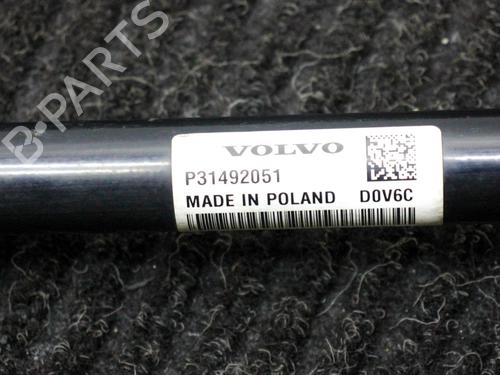 B-PARTS
VOLVO
P31492051
MADE IN POLAND D0V6C